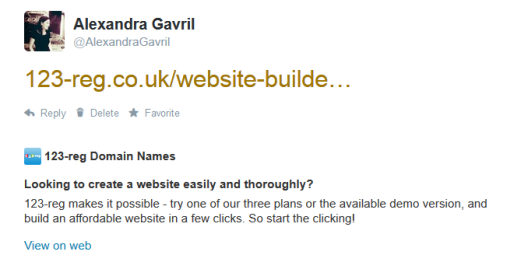 Alexandra Gavril
@AlexandraGavril
123-reg.co.uk/website-builde…
Reply Delete Favorite
123-reg Domain Names
Looking to create a website easily and thoroughly?
123-reg makes it possible - try one of our three plans or the available demo version, and
build an affordable website in a few clicks. So start the clicking!
View on web